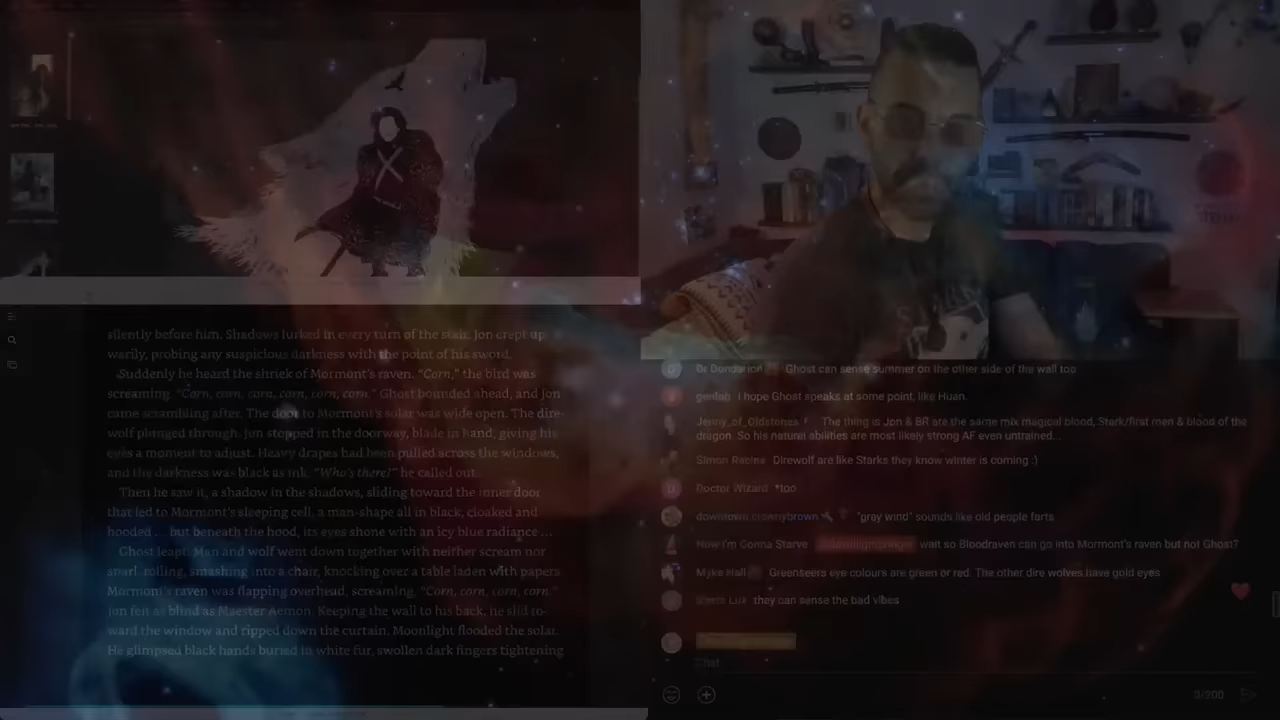 silently before him. Shadows lurked in every turn of the stair. Jon crept up
warily, probing any suspicious darkness with the point of his sword.
Suddenly he heard the shriek of Mormont's raven. "Corn," the bird was
screaming. "Corn, corn, corn, corn, corn, corn." Ghost bounded ahead, and Jon
came scrambling after. The door to Mormont's solar was wide open. The dire-
wolf plunged through. Jon stopped in the doorway, blade in hand, giving his
eyes a moment to adjust. Heavy drapes had been pulled across the windows,
and the darkness was black as ink. "Who's there?" he called out.
Then he saw it, a shadow in the shadows, sliding toward the inner door
that led to Mormont's sleeping cell, a man-shape all in black, cloaked and
hooded ... but beneath the hood, its eyes shone with an icy blue radiance ...
Ghost leapt. Man and wolf went down together with neither scream nor
snarl, rolling, smashing into a chair, knocking over a table laden with papers.
Mormont's raven was flapping overhead, screaming, "Corn, corn, corn, corn."
Jon felt as blind as Maester Aemon. Keeping the wall to his back, he slid to-
ward the window and ripped down the curtain. Moonlight flooded the solar.
He glimpsed black hands buried in white fur, swollen dark fingers tightening
Br Dondarion Ghost can sense summer on the other side of the wall too
I hope Ghost speaks at some point, like Huan.
Jenny_of_Oldstones The thing is Jon & BR are the same mix magical blood, Stark/first men & blood of the
dragon. So his natural abilities are most likely strong AF even untrained...
Simon Racine Direwolf are like Starks they know winter is coming :)
Doctor Wizard *too
downtown clownybrown "grey wind" sounds like old people farts
Now I'm Gonna Starve wait so Bloodraven can go into Mormont's raven but not Ghost?
Myke Hall Greenseers eye colours are green or red. The other dire wolves have gold eyes
Lux they can sense the bad vibes
Chat
0/200